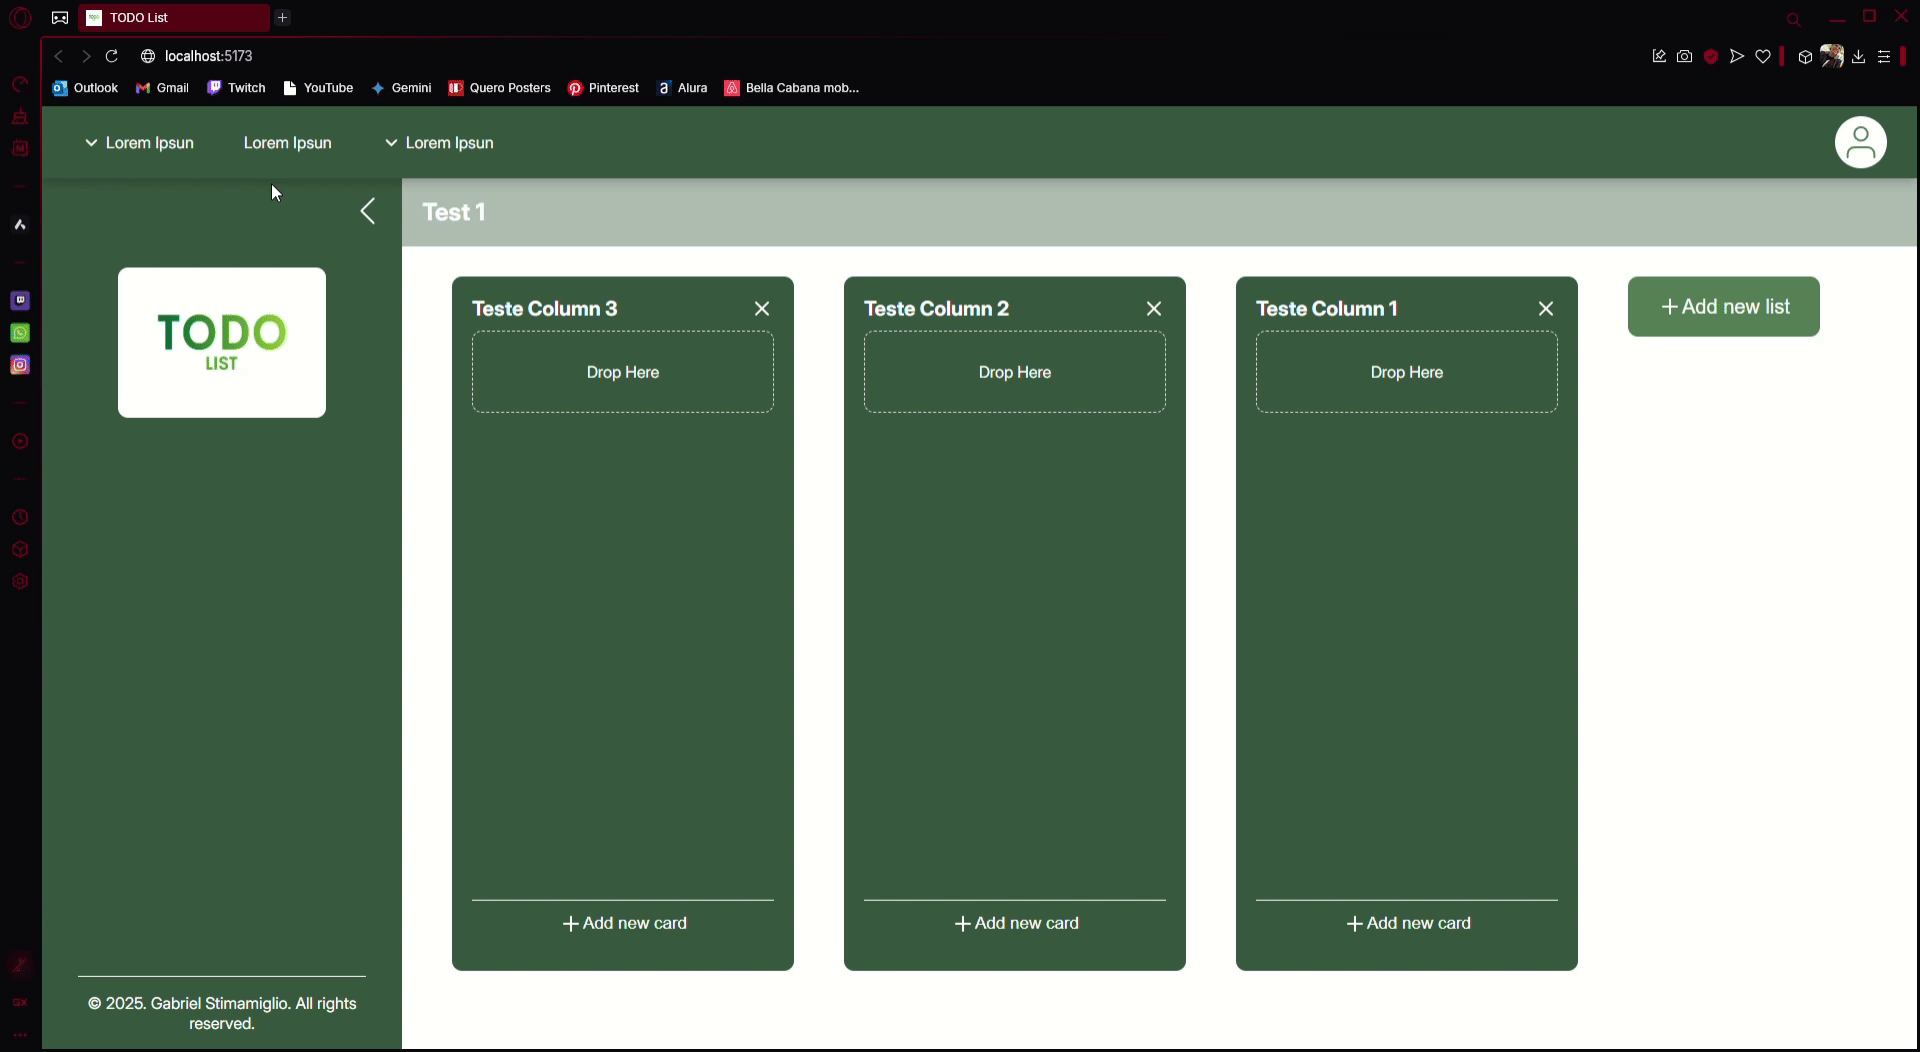 TODO List
localhost:5173
Outlook Gmail Twitch YouTube Gemini Quero Posters Pinterest Alura Bella Cabana mob...
Lorem Ipsun Lorem Ipsun Lorem Ipsun
Test 1
TODO
LIST
Teste Column 3
Drop Here
+ Add new card
Teste Column 2
Drop Here
+ Add new card
Teste Column 1
Drop Here
+ Add new card
+ Add new list
© 2025. Gabriel Stimamiglio. All rights
reserved.
GX